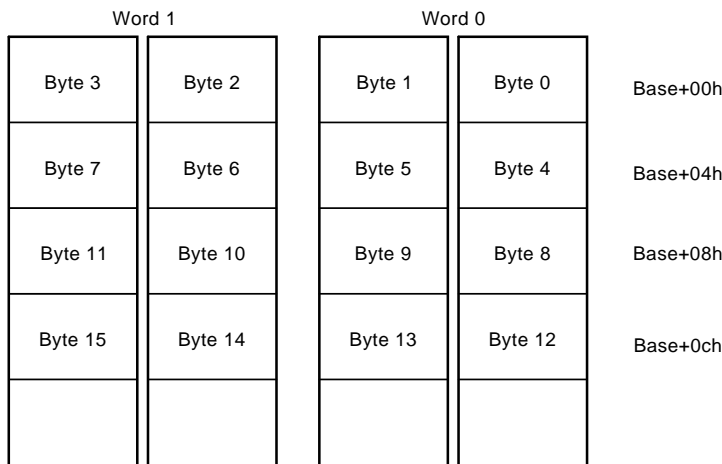 Word 1 Word 0
Byte 3 Byte 2 Byte 1 Byte 0 Base+00h
Byte 7 Byte 6 Byte 5 Byte 4 Base+04h
Byte 11 Byte 10 Byte 9 Byte 8 Base+08h
Byte 15 Byte 14 Byte 13 Byte 12 Base+0ch